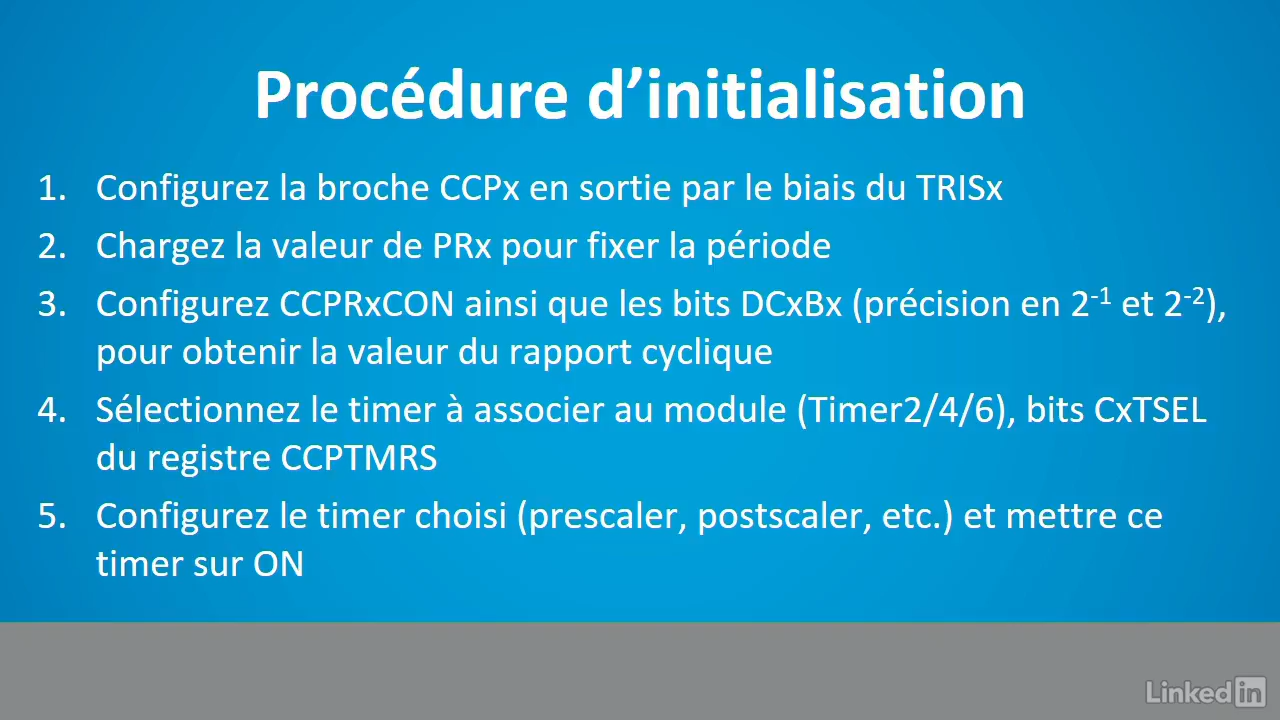 Procédure d’initialisation
1. Configurez la broche CCPx en sortie par le biais du TRISx
2. Chargez la valeur de PRx pour fixer la période
3. Configurez CCPRxCON ainsi que les bits DCxBx (précision en 2⁻¹ et 2⁻²),
pour obtenir la valeur du rapport cyclique
4. Sélectionnez le timer à associer au module (Timer2/4/6), bits CxTSEL
du registre CCPTMRS
5. Configurez le timer choisi (prescaler, postscaler, etc.) et mettre ce
timer sur ON
Linked in